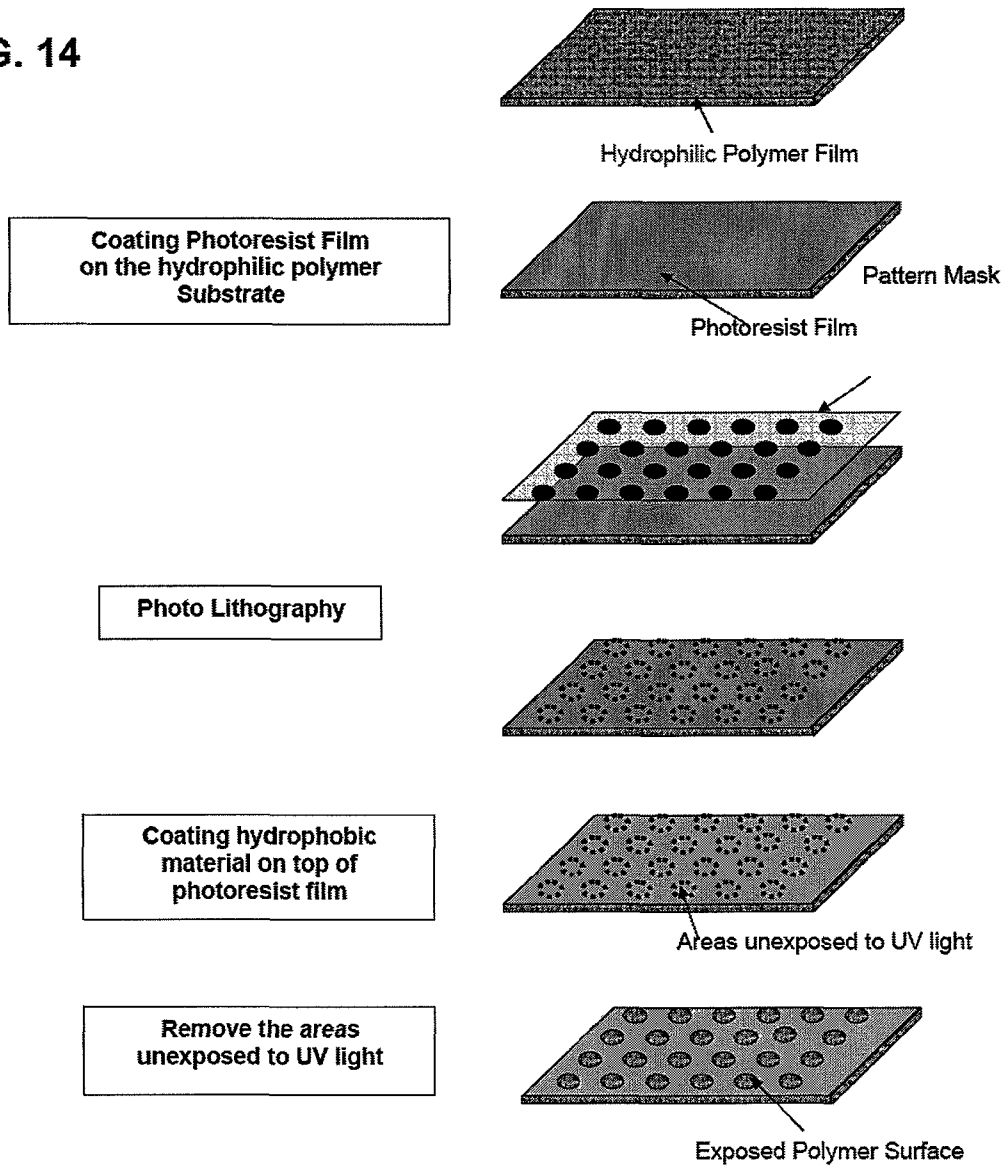 G. 14
Hydrophilic Polymer Film
Coating Photoresist Film
on the hydrophilic polymer
Substrate
Pattern Mask
Photoresist Film
Photo Lithography
Coating hydrophobic
material on top of
photoresist film
Areas unexposed to UV light
Remove the areas
unexposed to UV light
Exposed Polymer Surface